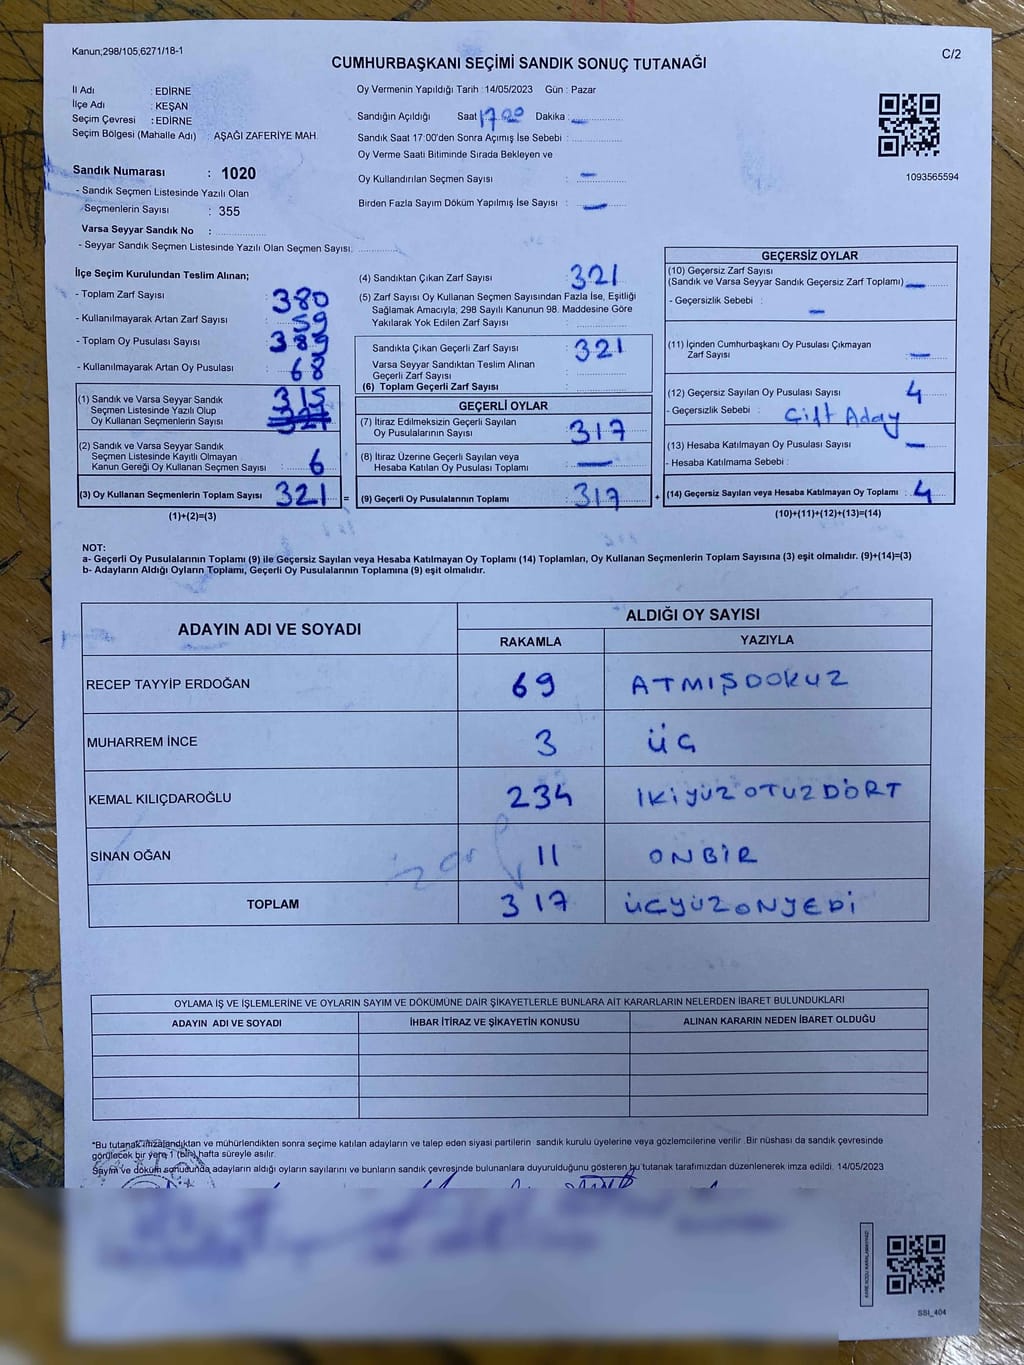 Kanun;298/105,6271/18-1
C/2
CUMHURBAŞKANI SEÇİMİ SANDIK SONUÇ TUTANAĞI
İl Adı : EDİRNE
İlçe Adı : KEŞAN
Seçim Çevresi : EDİRNE
Seçim Bölgesi (Mahalle Adı) : AŞAĞI ZAFERİYE MAH.
Sandık Numarası : 1020
- Sandık Seçmen Listesinde Yazılı Olan
Seçmenlerin Sayısı : 355
Varsa Seyyar Sandık No :
- Seyyar Sandık Seçmen Listesinde Yazılı Olan Seçmen Sayısı:
Oy Vermenin Yapıldığı Tarih : 14/05/2023 Gün : Pazar
Sandığın Açıldığı Saat 17 00 Dakika : —
Sandık Saat 17:00'den Sonra Açımış İse Sebebi :
Oy Verme Saati Bitiminde Sırada Bekleyen ve
Oy Kullandırılan Seçmen Sayısı : —
Birden Fazla Sayım Döküm Yapılmış İse Sayısı : —
1093565594
İlçe Seçim Kurulundan Teslim Alınan;
- Toplam Zarf Sayısı : 380
- Kullanılmayarak Artan Zarf Sayısı : 59
- Toplam Oy Pusulası Sayısı : 389
- Kullanılmayarak Artan Oy Pusulası : 68
(1) Sandık ve Varsa Seyyar Sandık
Seçmen Listesinde Yazılı Olup
Oy Kullanan Seçmenlerin Sayısı : 315
321
(2) Sandık ve Varsa Seyyar Sandık
Seçmen Listesinde Kayıtlı Olmayan
Kanun Gereği Oy Kullanan Seçmen Sayısı : 6
(3) Oy Kullanan Seçmenlerin Toplam Sayısı : 321 =
(1)+(2)=(3)
(4) Sandıktan Çıkan Zarf Sayısı : 321
(5) Zarf Sayısı Oy Kullanan Seçmen Sayısından Fazla İse, Eşitliği
Sağlamak Amacıyla; 298 Sayılı Kanunun 98. Maddesine Göre
Yakılarak Yok Edilen Zarf Sayısı :
Sandıkta Çıkan Geçerli Zarf Sayısı : 321
Varsa Seyyar Sandıktan Teslim Alınan
Geçerli Zarf Sayısı :
(6) Toplam Geçerli Zarf Sayısı :
GEÇERLİ OYLAR
(7) İtiraz Edilmeksizin Geçerli Sayılan
Oy Pusulalarının Sayısı : 317
(8) İtiraz Üzerine Geçerli Sayılan veya
Hesaba Katılan Oy Pusulası Toplamı : —
(9) Geçerli Oy Pusulalarının Toplamı : 317 +
GEÇERSİZ OYLAR
(10) Geçersiz Zarf Sayısı
(Sandık ve Varsa Seyyar Sandık Geçersiz Zarf Toplamı) : —
- Geçersizlik Sebebi :
—
(11) İçinden Cumhurbaşkanı Oy Pusulası Çıkmayan
Zarf Sayısı : —
(12) Geçersiz Sayılan Oy Pusulası Sayısı : 4
- Geçersizlik Sebebi : Çift Aday
(13) Hesaba Katılmayan Oy Pusulası Sayısı : —
- Hesaba Katılmama Sebebi :
(14) Geçersiz Sayılan veya Hesaba Katılmayan Oy Toplamı : 4
(10)+(11)+(12)+(13)=(14)
NOT:
a- Geçerli Oy Pusulalarının Toplamı (9) ile Geçersiz Sayılan veya Hesaba Katılmayan Oy Toplamı (14) Toplamları, Oy Kullanan Seçmenlerin Toplam Sayısına (3) eşit olmalıdır. (9)+(14)=(3)
b- Adayların Aldığı Oyların Toplamı, Geçerli Oy Pusulalarının Toplamına (9) eşit olmalıdır.
ADAYIN ADI VE SOYADI ALDIĞI OY SAYISI
RAKAMLA YAZIYLA
RECEP TAYYİP ERDOĞAN 69 ATMIŞDOKUZ
MUHARREM İNCE 3 ÜÇ
KEMAL KILIÇDAROĞLU 234 İKİYÜZOTUZDÖRT
SİNAN OĞAN 11 ONBİR
TOPLAM 317 ÜÇYÜZONYEDİ
OYLAMA İŞ VE İŞLEMLERİNE VE OYLARIN SAYIM VE DÖKÜMÜNE DAİR ŞİKAYETLERLE BUNLARA AİT KARARLARIN NELERDEN İBARET BULUNDUKLARI
ADAYIN ADI VE SOYADI İHBAR İTİRAZ VE ŞİKAYETİN KONUSU ALINAN KARARIN NEDEN İBARET OLDUĞU
*Bu tutanak imzalandıktan ve mühürlendikten sonra seçime katılan adayların ve talep eden siyasi partilerin sandık kurulu üyelerine veya gözlemcilerine verilir. Bir nüshası da sandık çevresinde
görülecek bir yere 1 (bir) hafta süreyle asılır.
Sayım ve döküm sonunda adayların aldığı oyların sayılarını ve bunların sandık çevresinde bulunanlara duyurulduğunu gösteren bu tutanak tarafımızdan düzenlenerek imza edildi. 14/05/2023
SSI_404